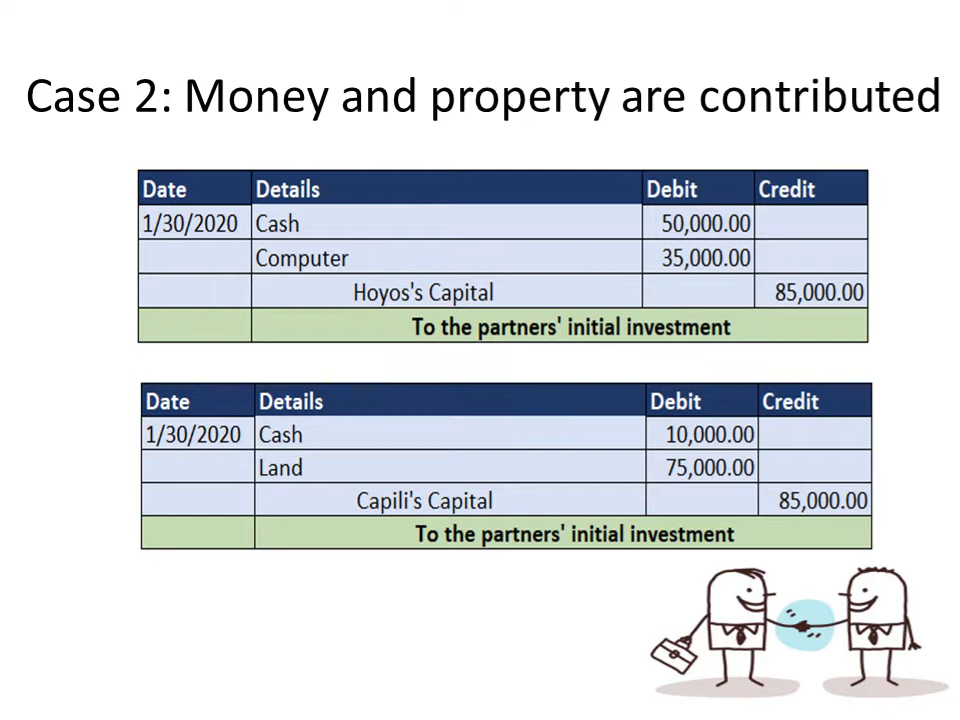 Case 2: Money and property are contributed
Date Details Debit Credit
1/30/2020 Cash 50,000.00
Computer 35,000.00
Hoyos's Capital 85,000.00
To the partners' initial investment
Date Details Debit Credit
1/30/2020 Cash 10,000.00
Land 75,000.00
Capili's Capital 85,000.00
To the partners' initial investment